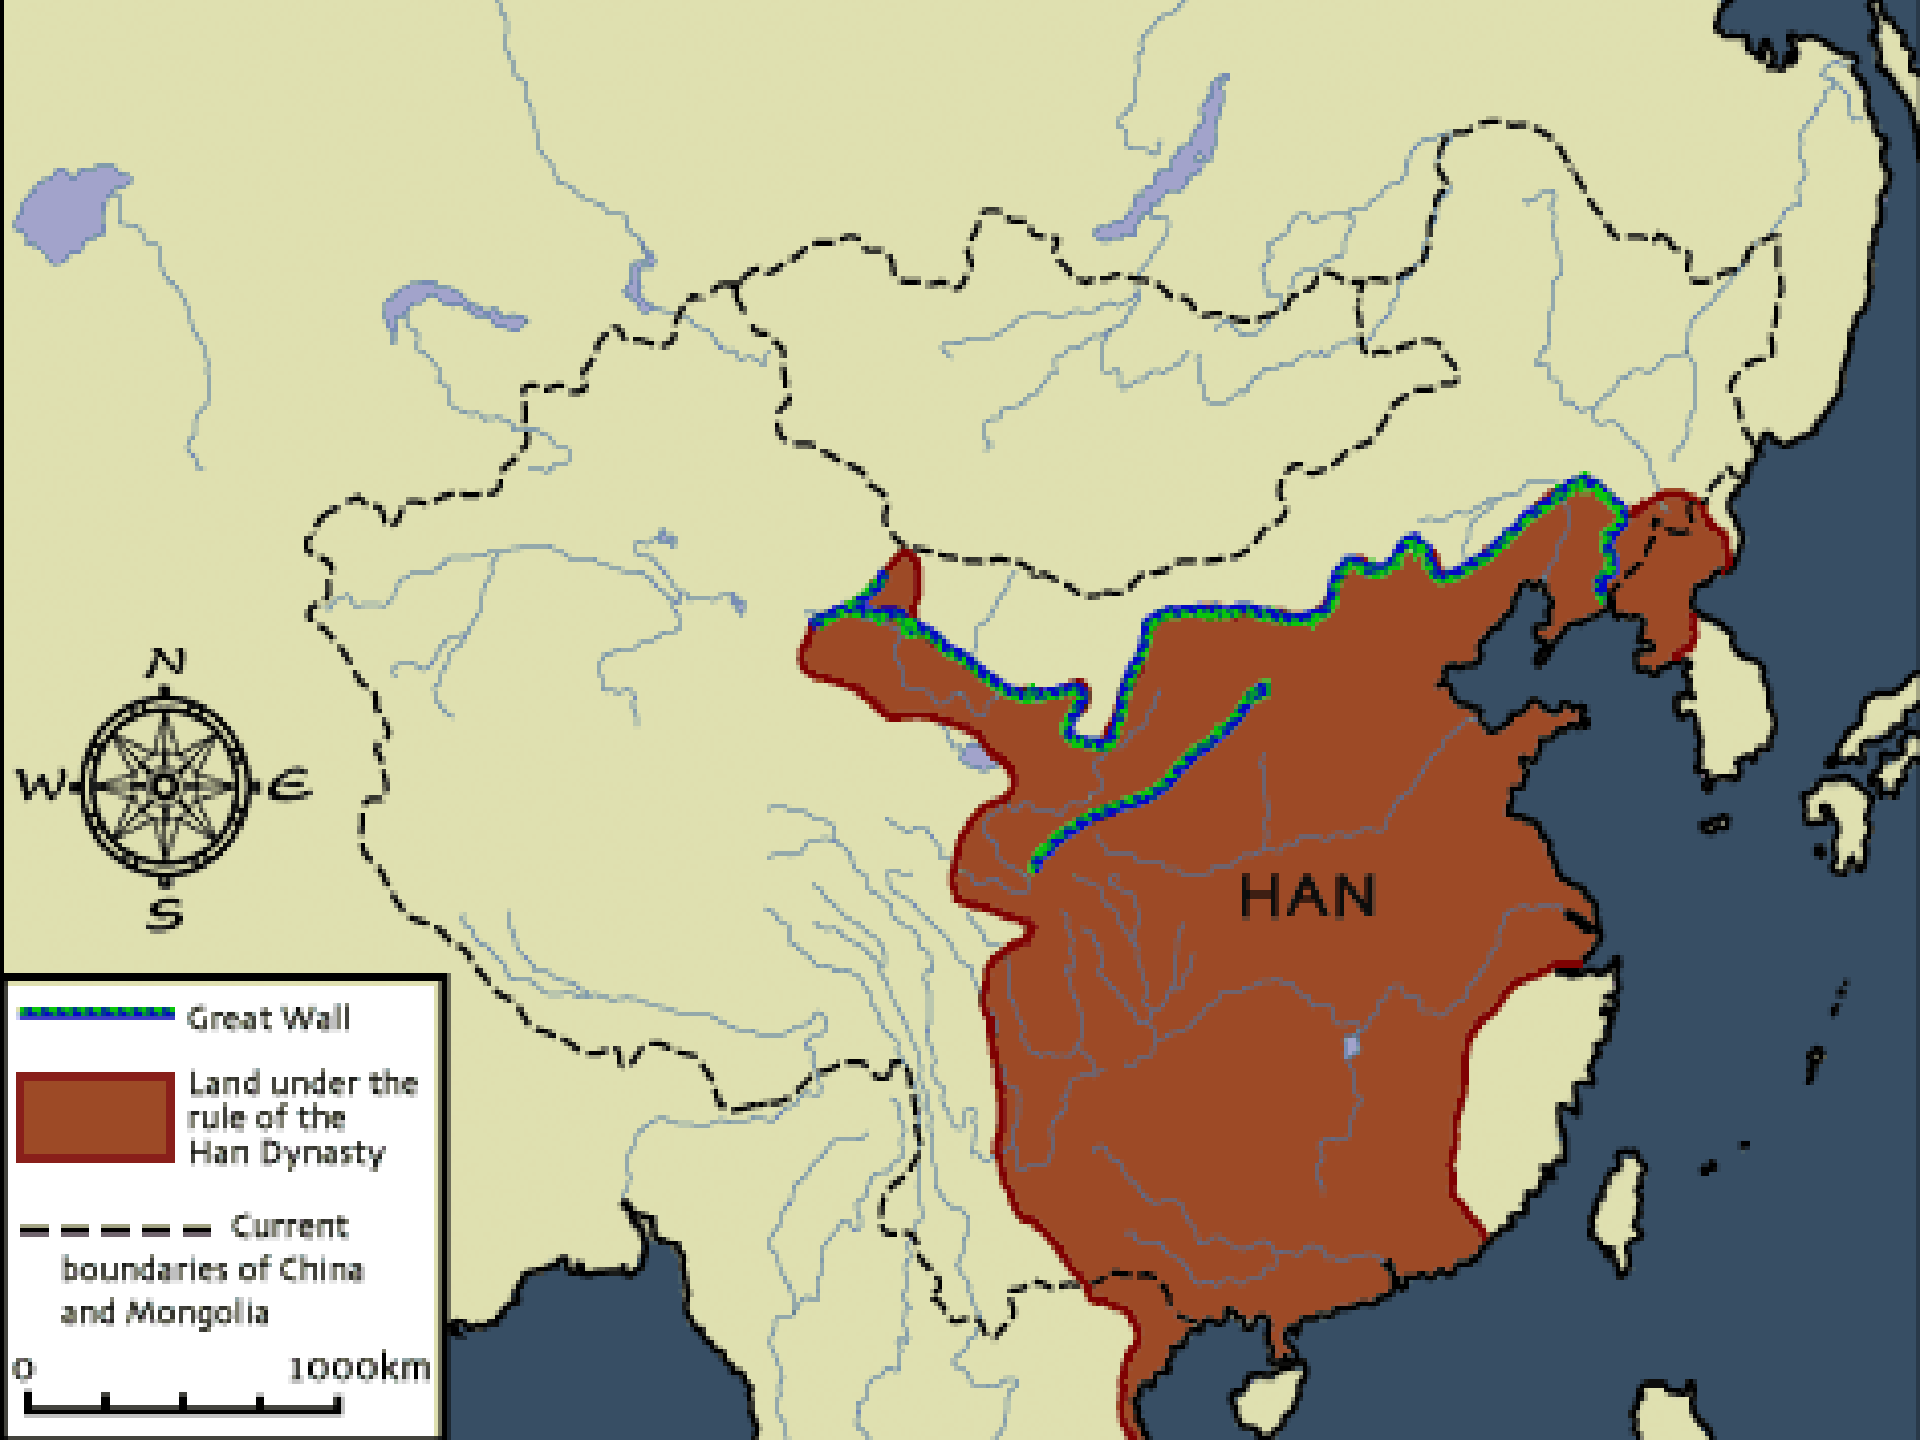 HAN
N
W
E
S
Great Wall
Land under the
rule of the
Han Dynasty
Current
boundaries of China
and Mongolia
0 1000km